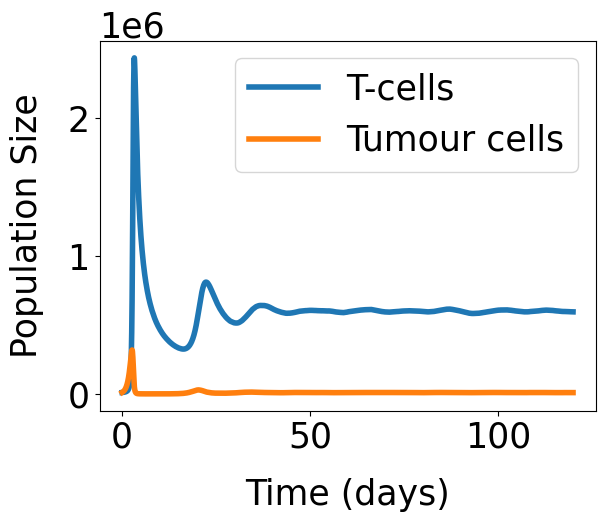 1e6
T-cells
Tumour cells
2
1
0
Population Size
0 50 100
Time (days)